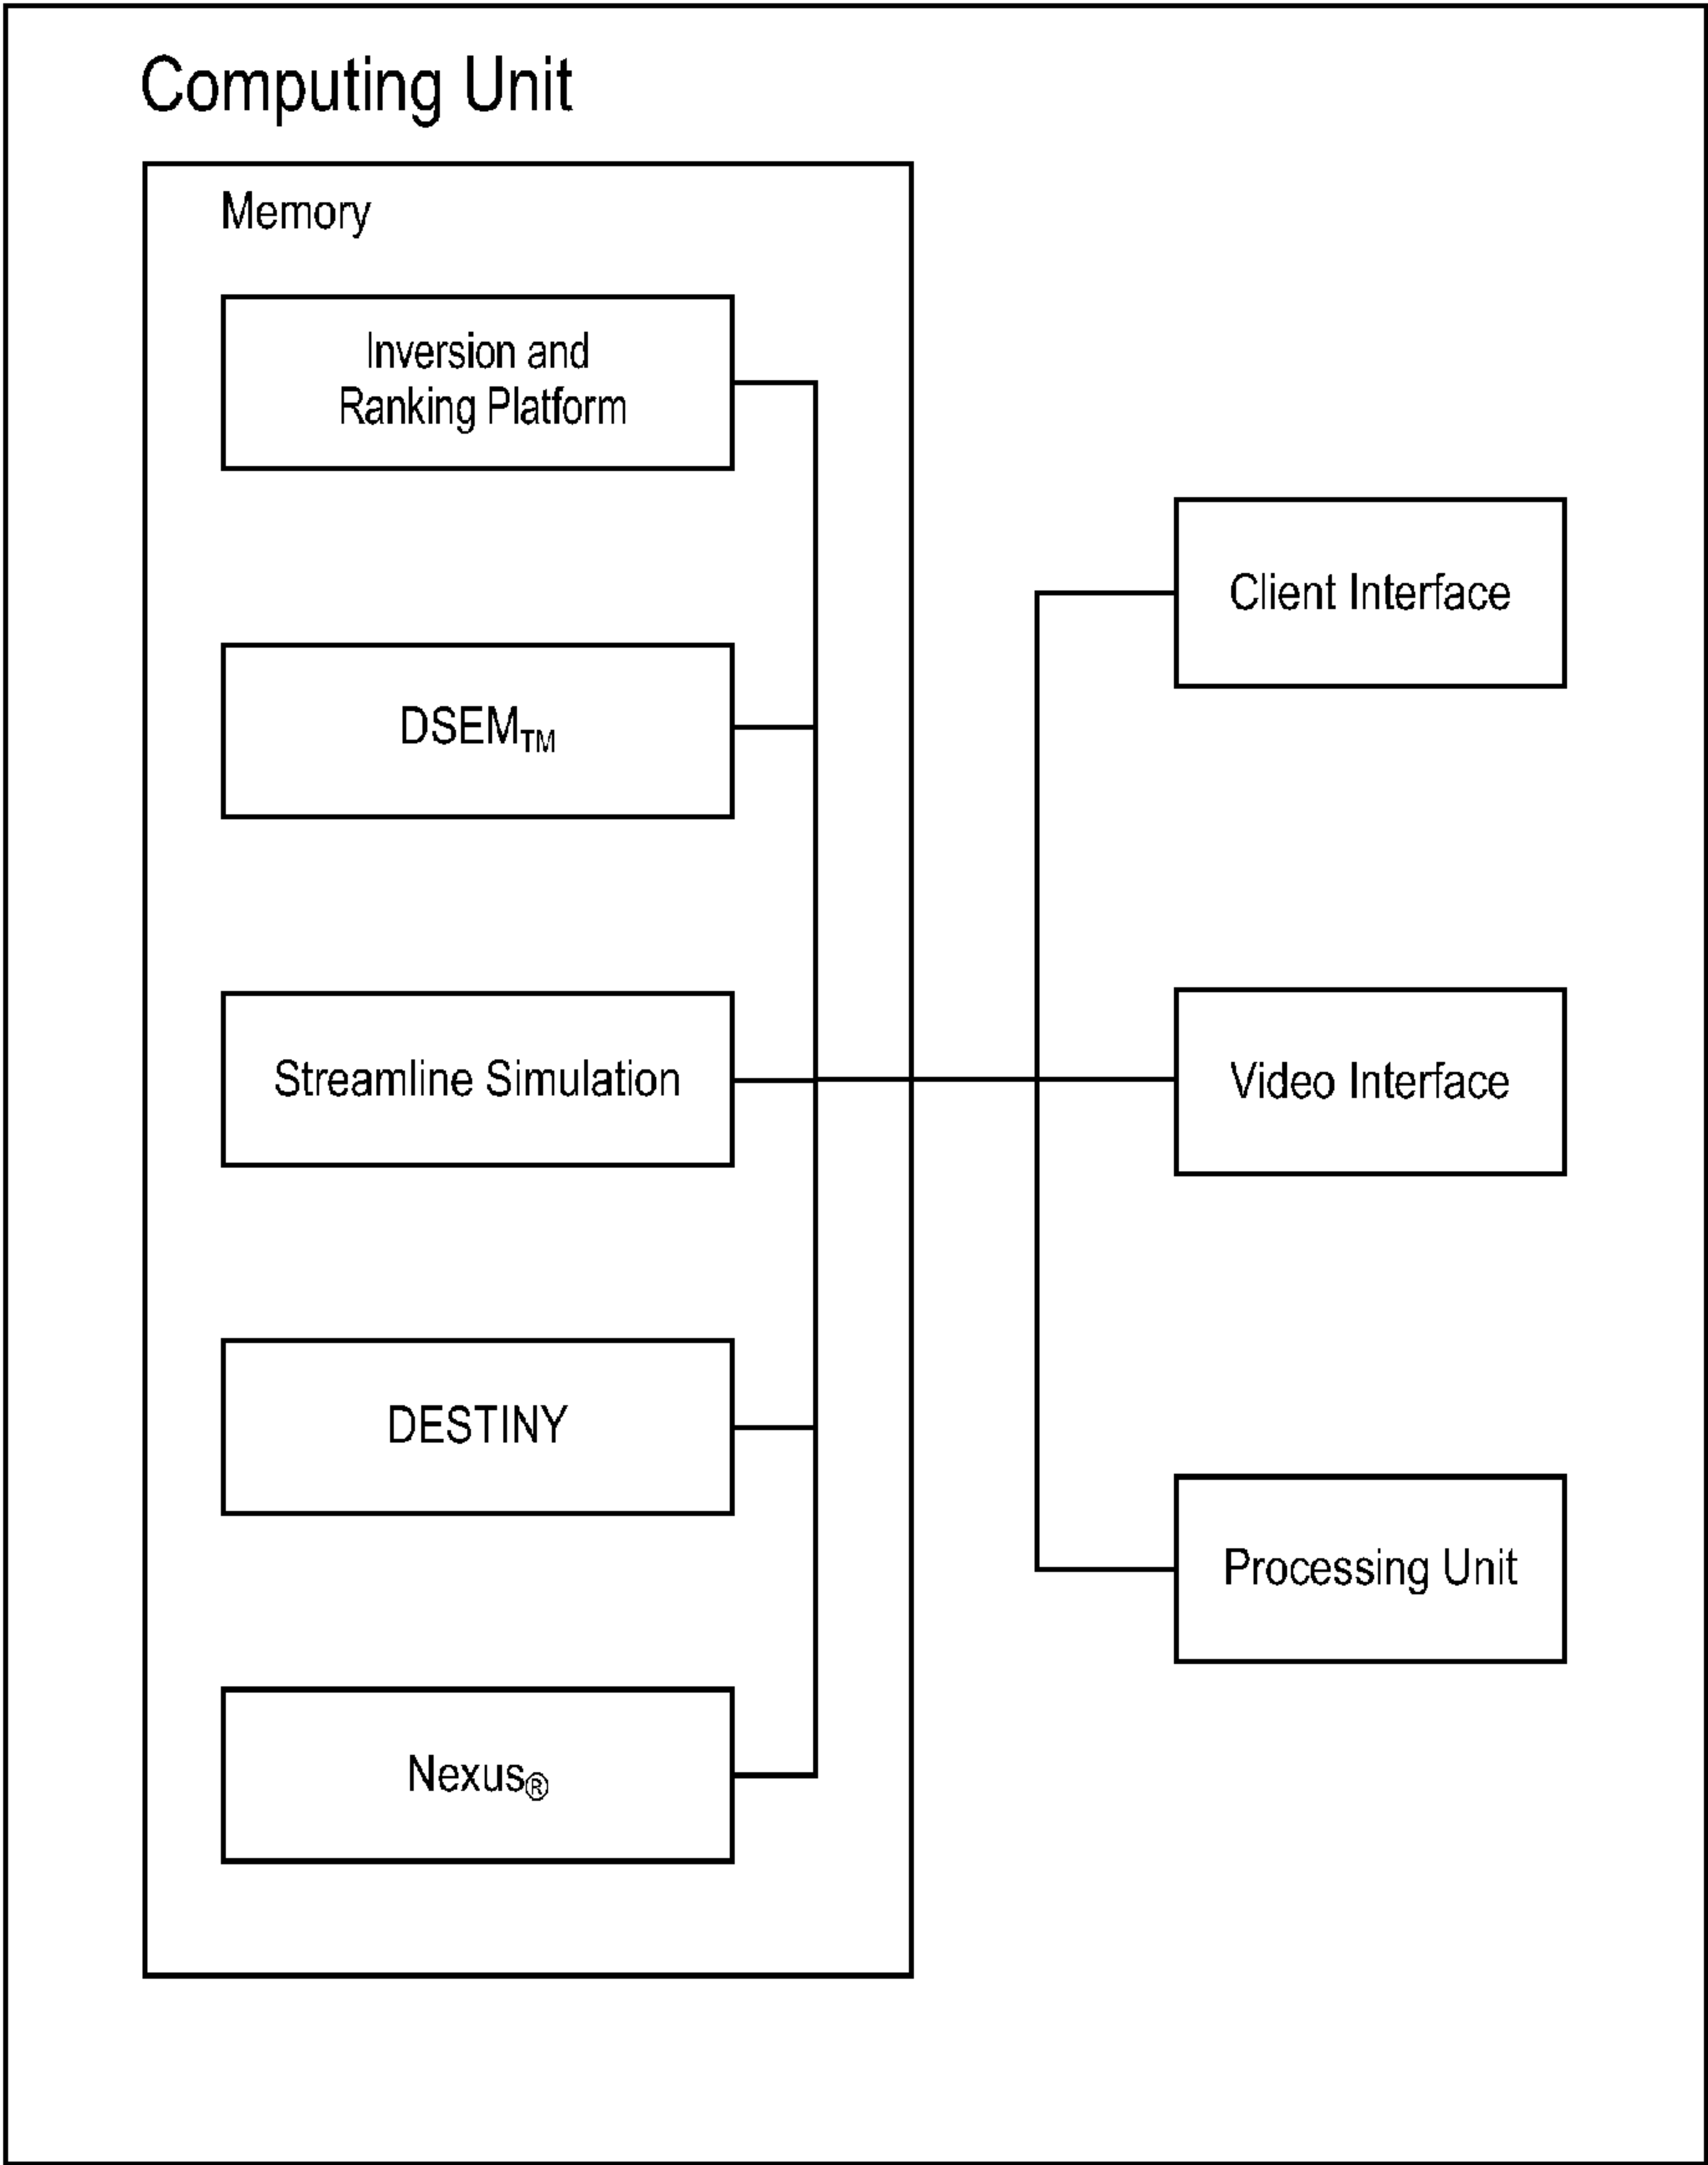 Computing Unit
Memory
Inversion and
Ranking Platform
DSEM™
Streamline Simulation
DESTINY
Nexus®
Client Interface
Video Interface
Processing Unit